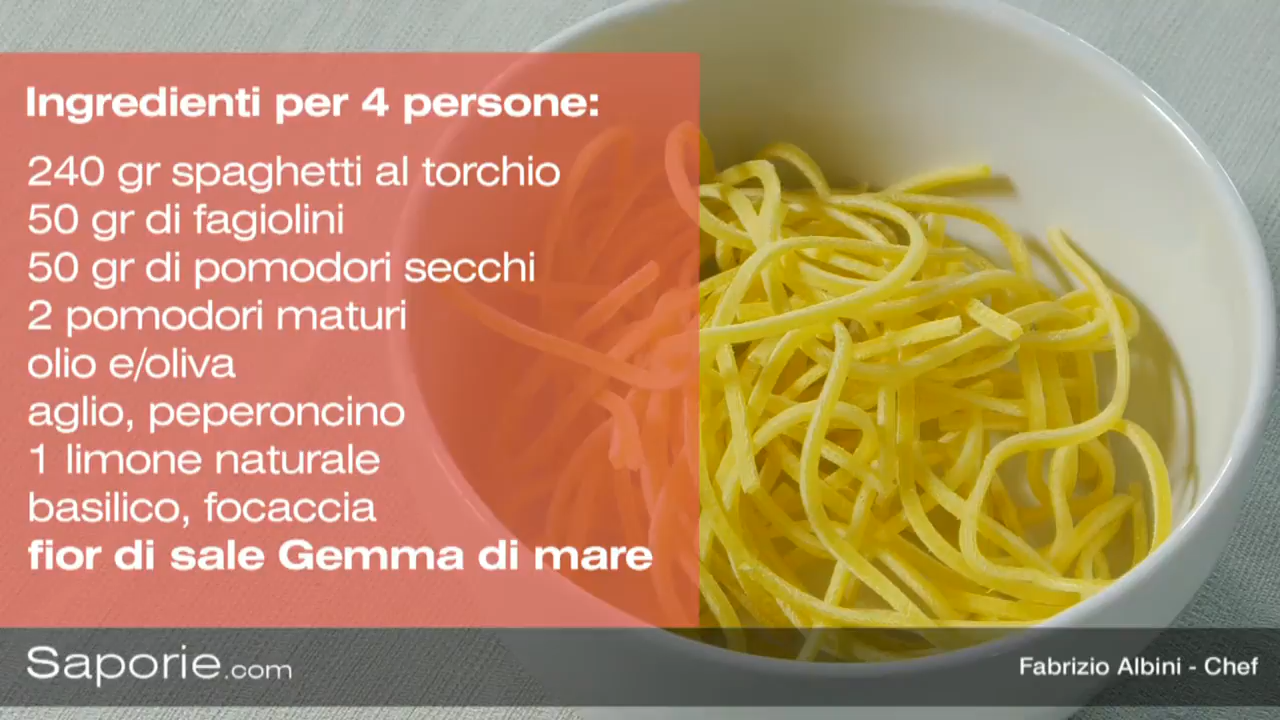 Ingredienti per 4 persone:
240 gr spaghetti al torchio
50 gr di fagiolini
50 gr di pomodori secchi
2 pomodori maturi
olio e/oliva
aglio, peperoncino
1 limone naturale
basilico, focaccia
fior di sale Gemma di mare
Saporie.com
Fabrizio Albini - Chef